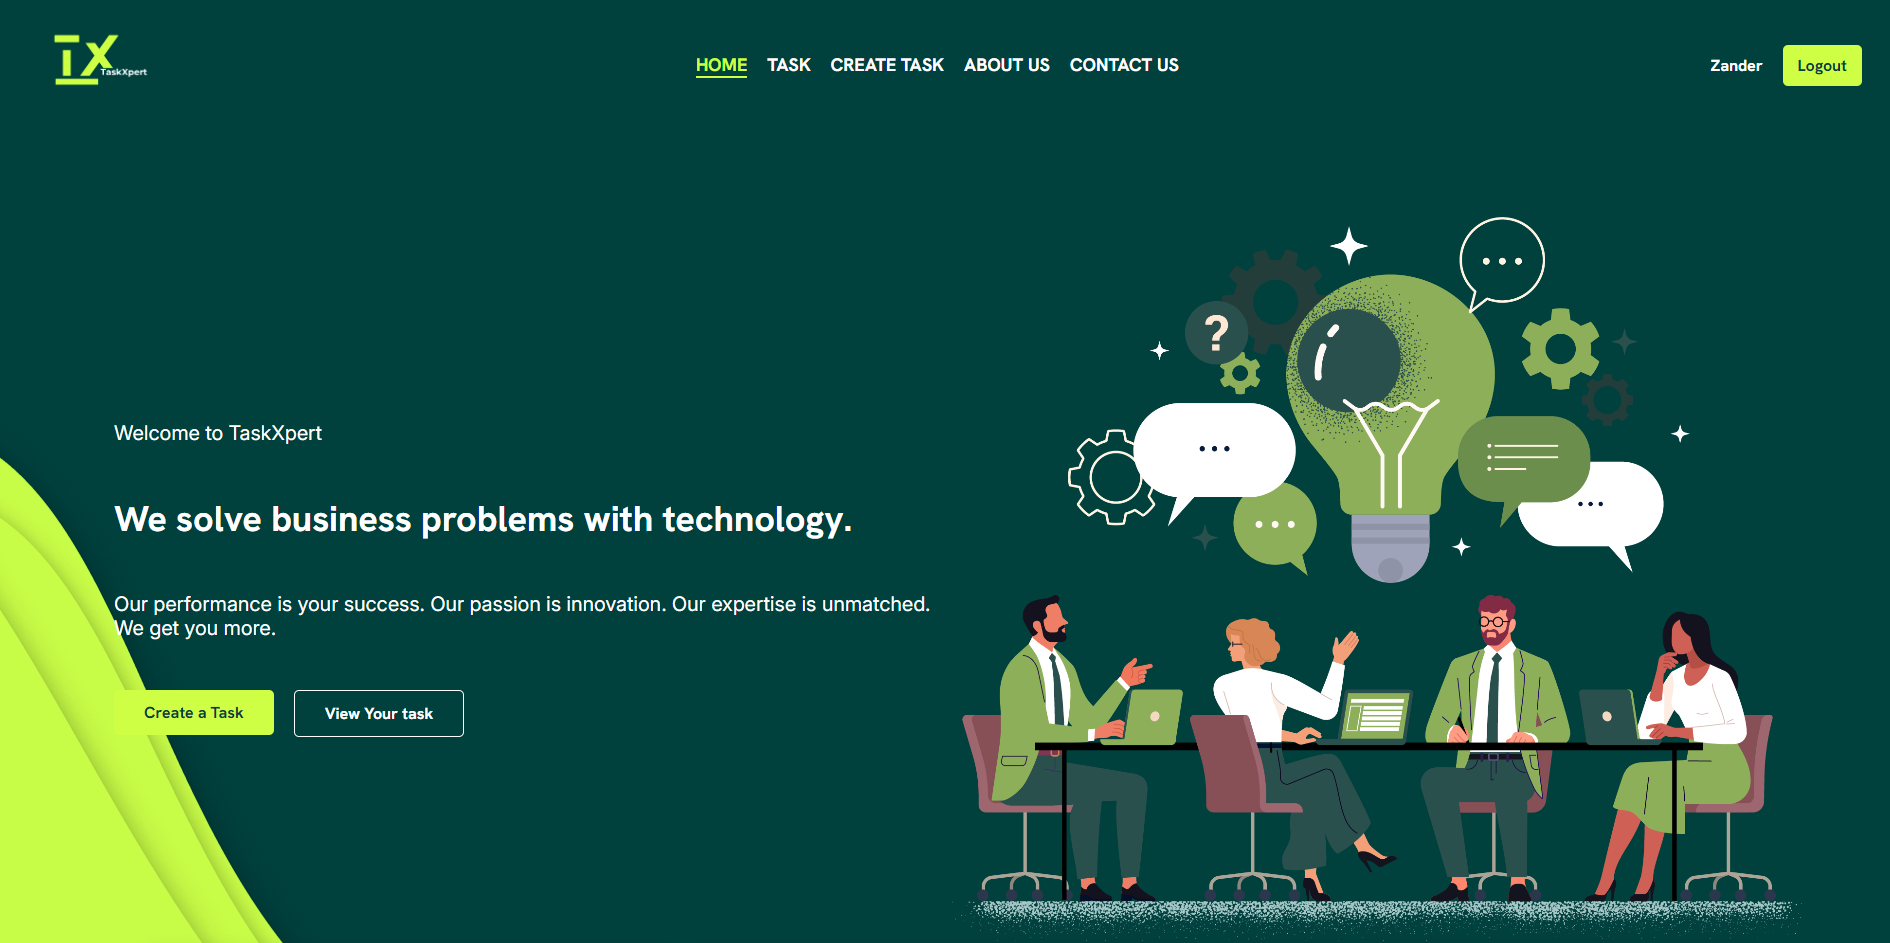 TX
TaskXpert
HOME TASK CREATE TASK ABOUT US CONTACT US
Zander Logout
?
Welcome to TaskXpert
We solve business problems with technology.
Our performance is your success. Our passion is innovation. Our expertise is unmatched.
We get you more.
Create a Task View Your task